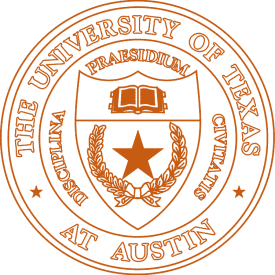 THE UNIVERSITY OF TEXAS
AT AUSTIN
DISCIPLINA
PRAESIDIUM
CIVITATIS